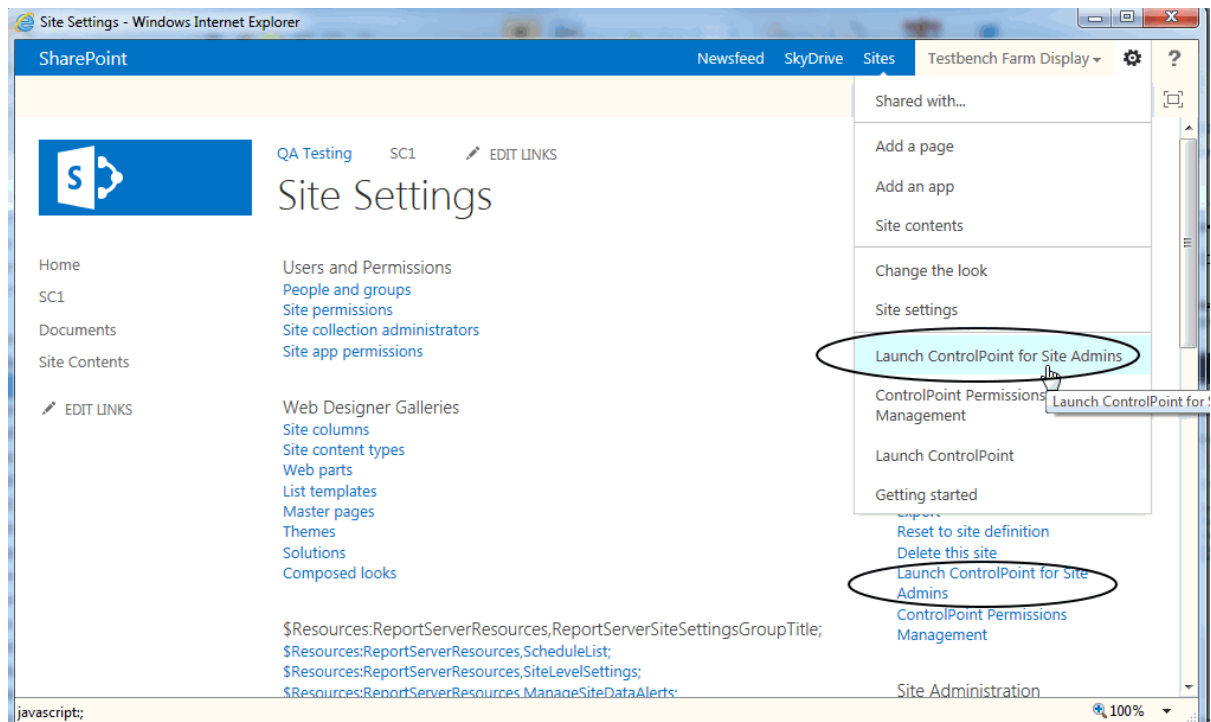 Site Settings - Windows Internet Explorer
SharePoint
Newsfeed SkyDrive Sites Testbench Farm Display ?
QA Testing SC1 EDIT LINKS
Site Settings
S
Home
SC1
Documents
Site Contents
EDIT LINKS
Users and Permissions
People and groups
Site permissions
Site collection administrators
Site app permissions
Web Designer Galleries
Site columns
Site content types
Web parts
List templates
Master pages
Themes
Solutions
Composed looks
$Resources:ReportServerResources,ReportServerSiteSettingsGroupTitle;
$Resources:ReportServerResources,ScheduleList;
$Resources:ReportServerResources,SiteLevelSettings;
$Resources:ReportServerResources,ManageSiteDataAlerts;
Shared with...
Add a page
Add an app
Site contents
Change the look
Site settings
Launch ControlPoint for Site Admins
ControlPoint Permissions
Management
Launch ControlPoint for
Launch ControlPoint
Getting started
Reset to site definition
Delete this site
Launch ControlPoint for Site
Admins
ControlPoint Permissions
Management
Site Administration
javascript:;
100%